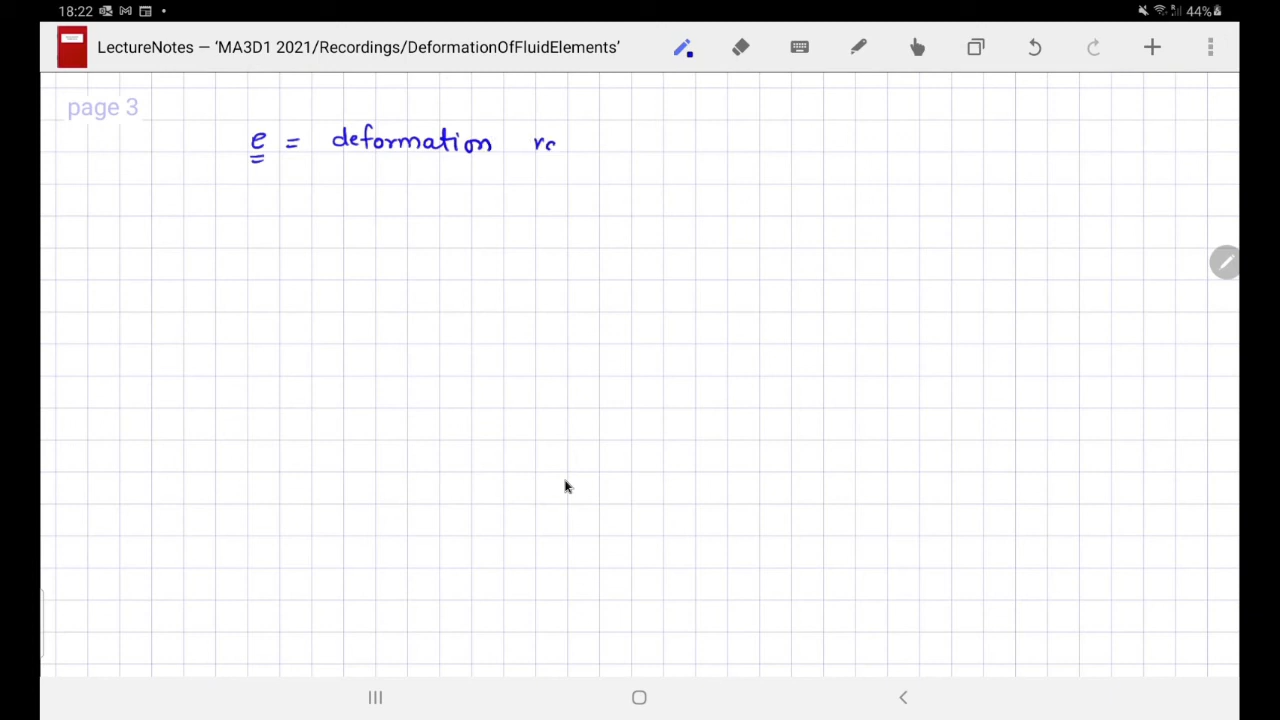 18:22 44%
LectureNotes — ‘MA3D1 2021/Recordings/DeformationOfFluidElements’
page 3
e = deformation